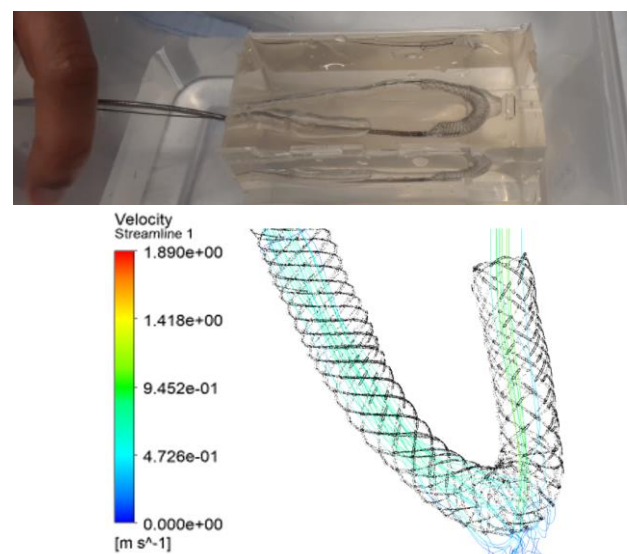 Velocity
Streamline 1
1.890e+00
1.418e+00
9.452e-01
4.726e-01
0.000e+00
[m s^-1]